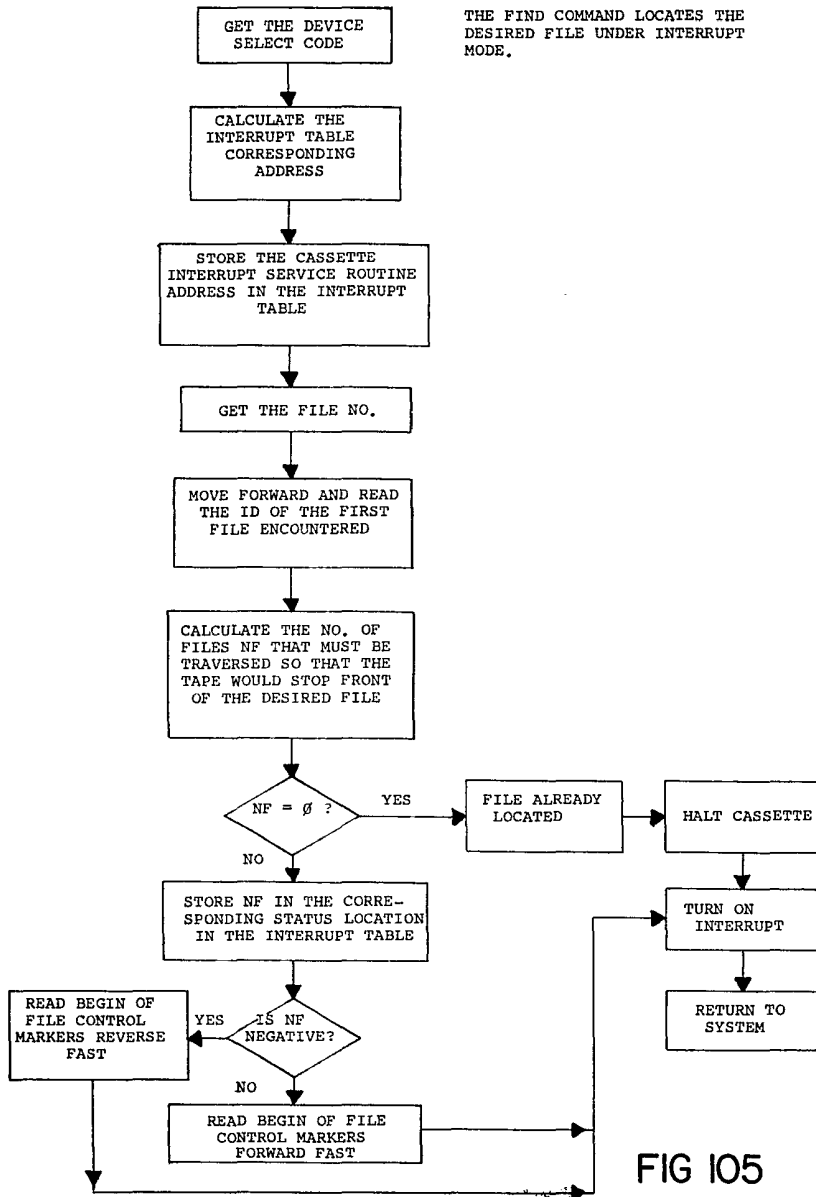 GET THE DEVICE
SELECT CODE
THE FIND COMMAND LOCATES THE
DESIRED FILE UNDER INTERRUPT
MODE.
CALCULATE THE
INTERRUPT TABLE
CORRESPONDING
ADDRESS
STORE THE CASSETTE
INTERRUPT SERVICE ROUTINE
ADDRESS IN THE INTERRUPT
TABLE
GET THE FILE NO.
MOVE FORWARD AND READ
THE ID OF THE FIRST
FILE ENCOUNTERED
CALCULATE THE NO. OF
FILES NF THAT MUST BE
TRAVERSED SO THAT THE
TAPE WOULD STOP FRONT
OF THE DESIRED FILE
NF = Ø ?
YES
FILE ALREADY
LOCATED
HALT CASSETTE
NO
STORE NF IN THE CORRE-
SPONDING STATUS LOCATION
IN THE INTERRUPT TABLE
TURN ON
INTERRUPT
RETURN TO
SYSTEM
IS NF
NEGATIVE?
YES
READ BEGIN OF
FILE CONTROL
MARKERS REVERSE
FAST
NO
READ BEGIN OF FILE
CONTROL MARKERS
FORWARD FAST
FIG 105